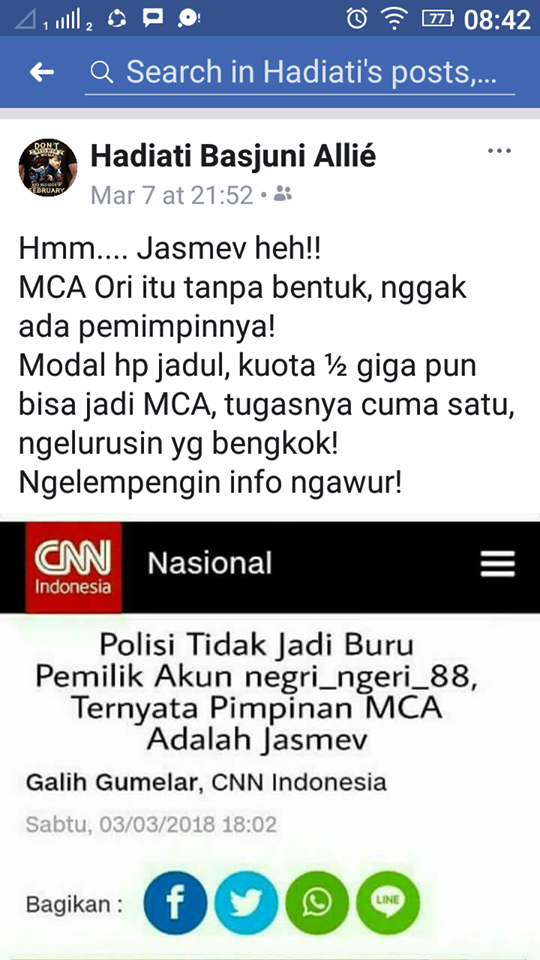 1 2 77 08:42
Search in Hadiati's posts,...
DON'T
FEBRUARY
Hadiati Basjuni Allié
Mar 7 at 21:52
Hmm.... Jasmev heh!!
MCA Ori itu tanpa bentuk, nggak
ada pemimpinnya!
Modal hp jadul, kuota ½ giga pun
bisa jadi MCA, tugasnya cuma satu,
ngelurusin yg bengkok!
Ngelempengin info ngawur!
CNN
Indonesia
Nasional
Polisi Tidak Jadi Buru
Pemilik Akun negri_ngeri_88,
Ternyata Pimpinan MCA
Adalah Jasmev
Galih Gumelar, CNN Indonesia
Sabtu, 03/03/2018 18:02
Bagikan :
LINE